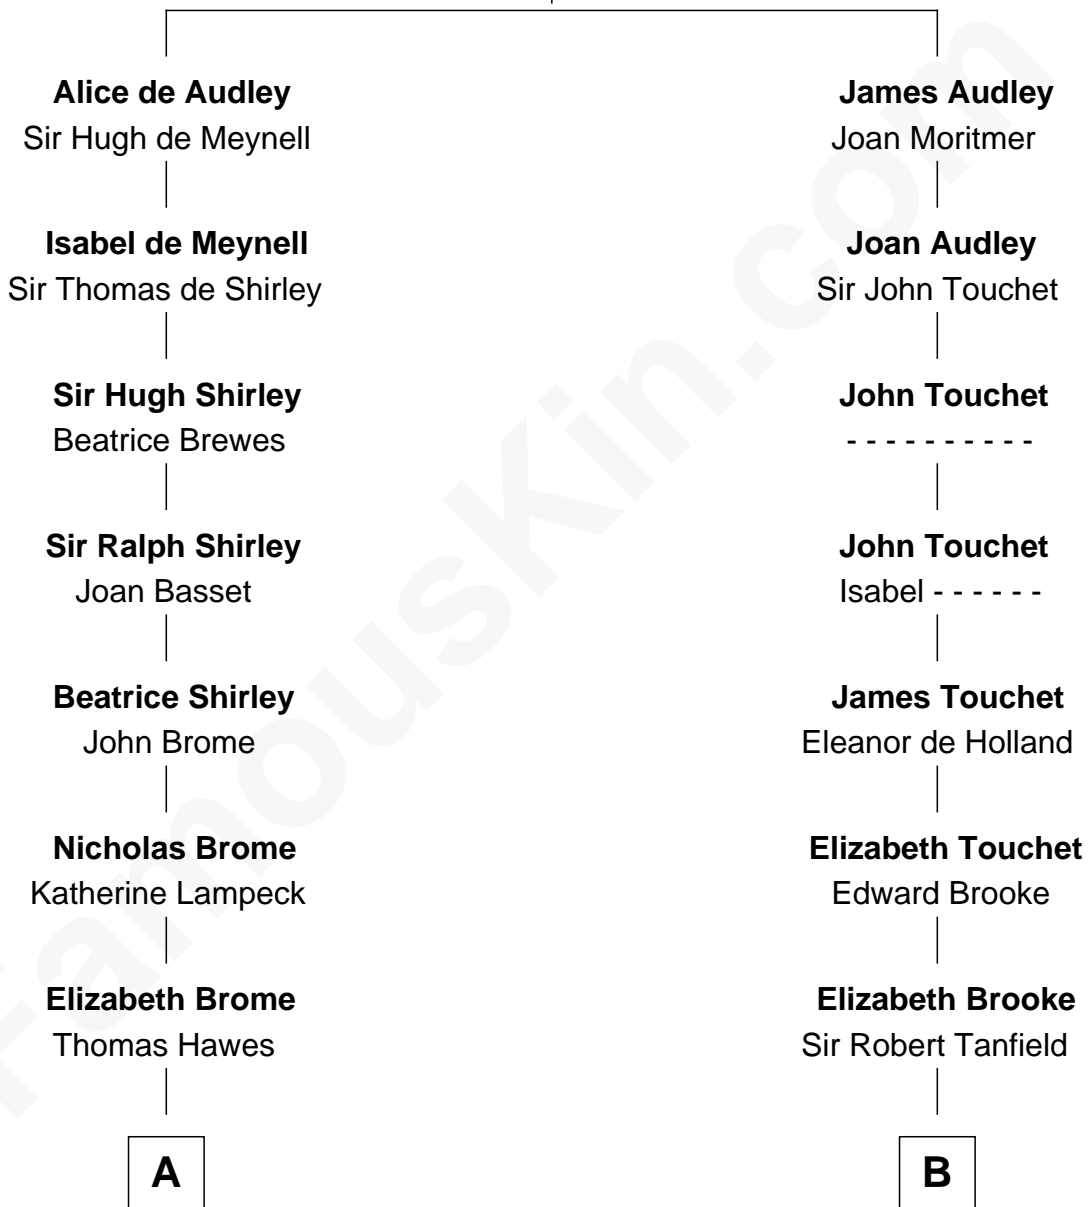 Alice de Audley
Sir Hugh de Meynell
Isabel de Meynell
Sir Thomas de Shirley
Sir Hugh Shirley
Beatrice Brewes
Sir Ralph Shirley
Joan Basset
Beatrice Shirley
John Brome
Nicholas Brome
Katherine Lampeck
Elizabeth Brome
Thomas Hawes
A
James Audley
Joan Moritmer
Joan Audley
Sir John Touchet
John Touchet
- - - - - - - - - -
John Touchet
Isabel - - - - - -
James Touchet
Eleanor de Holland
Elizabeth Touchet
Edward Brooke
Elizabeth Brooke
Sir Robert Tanfield
B
FamousKin.com